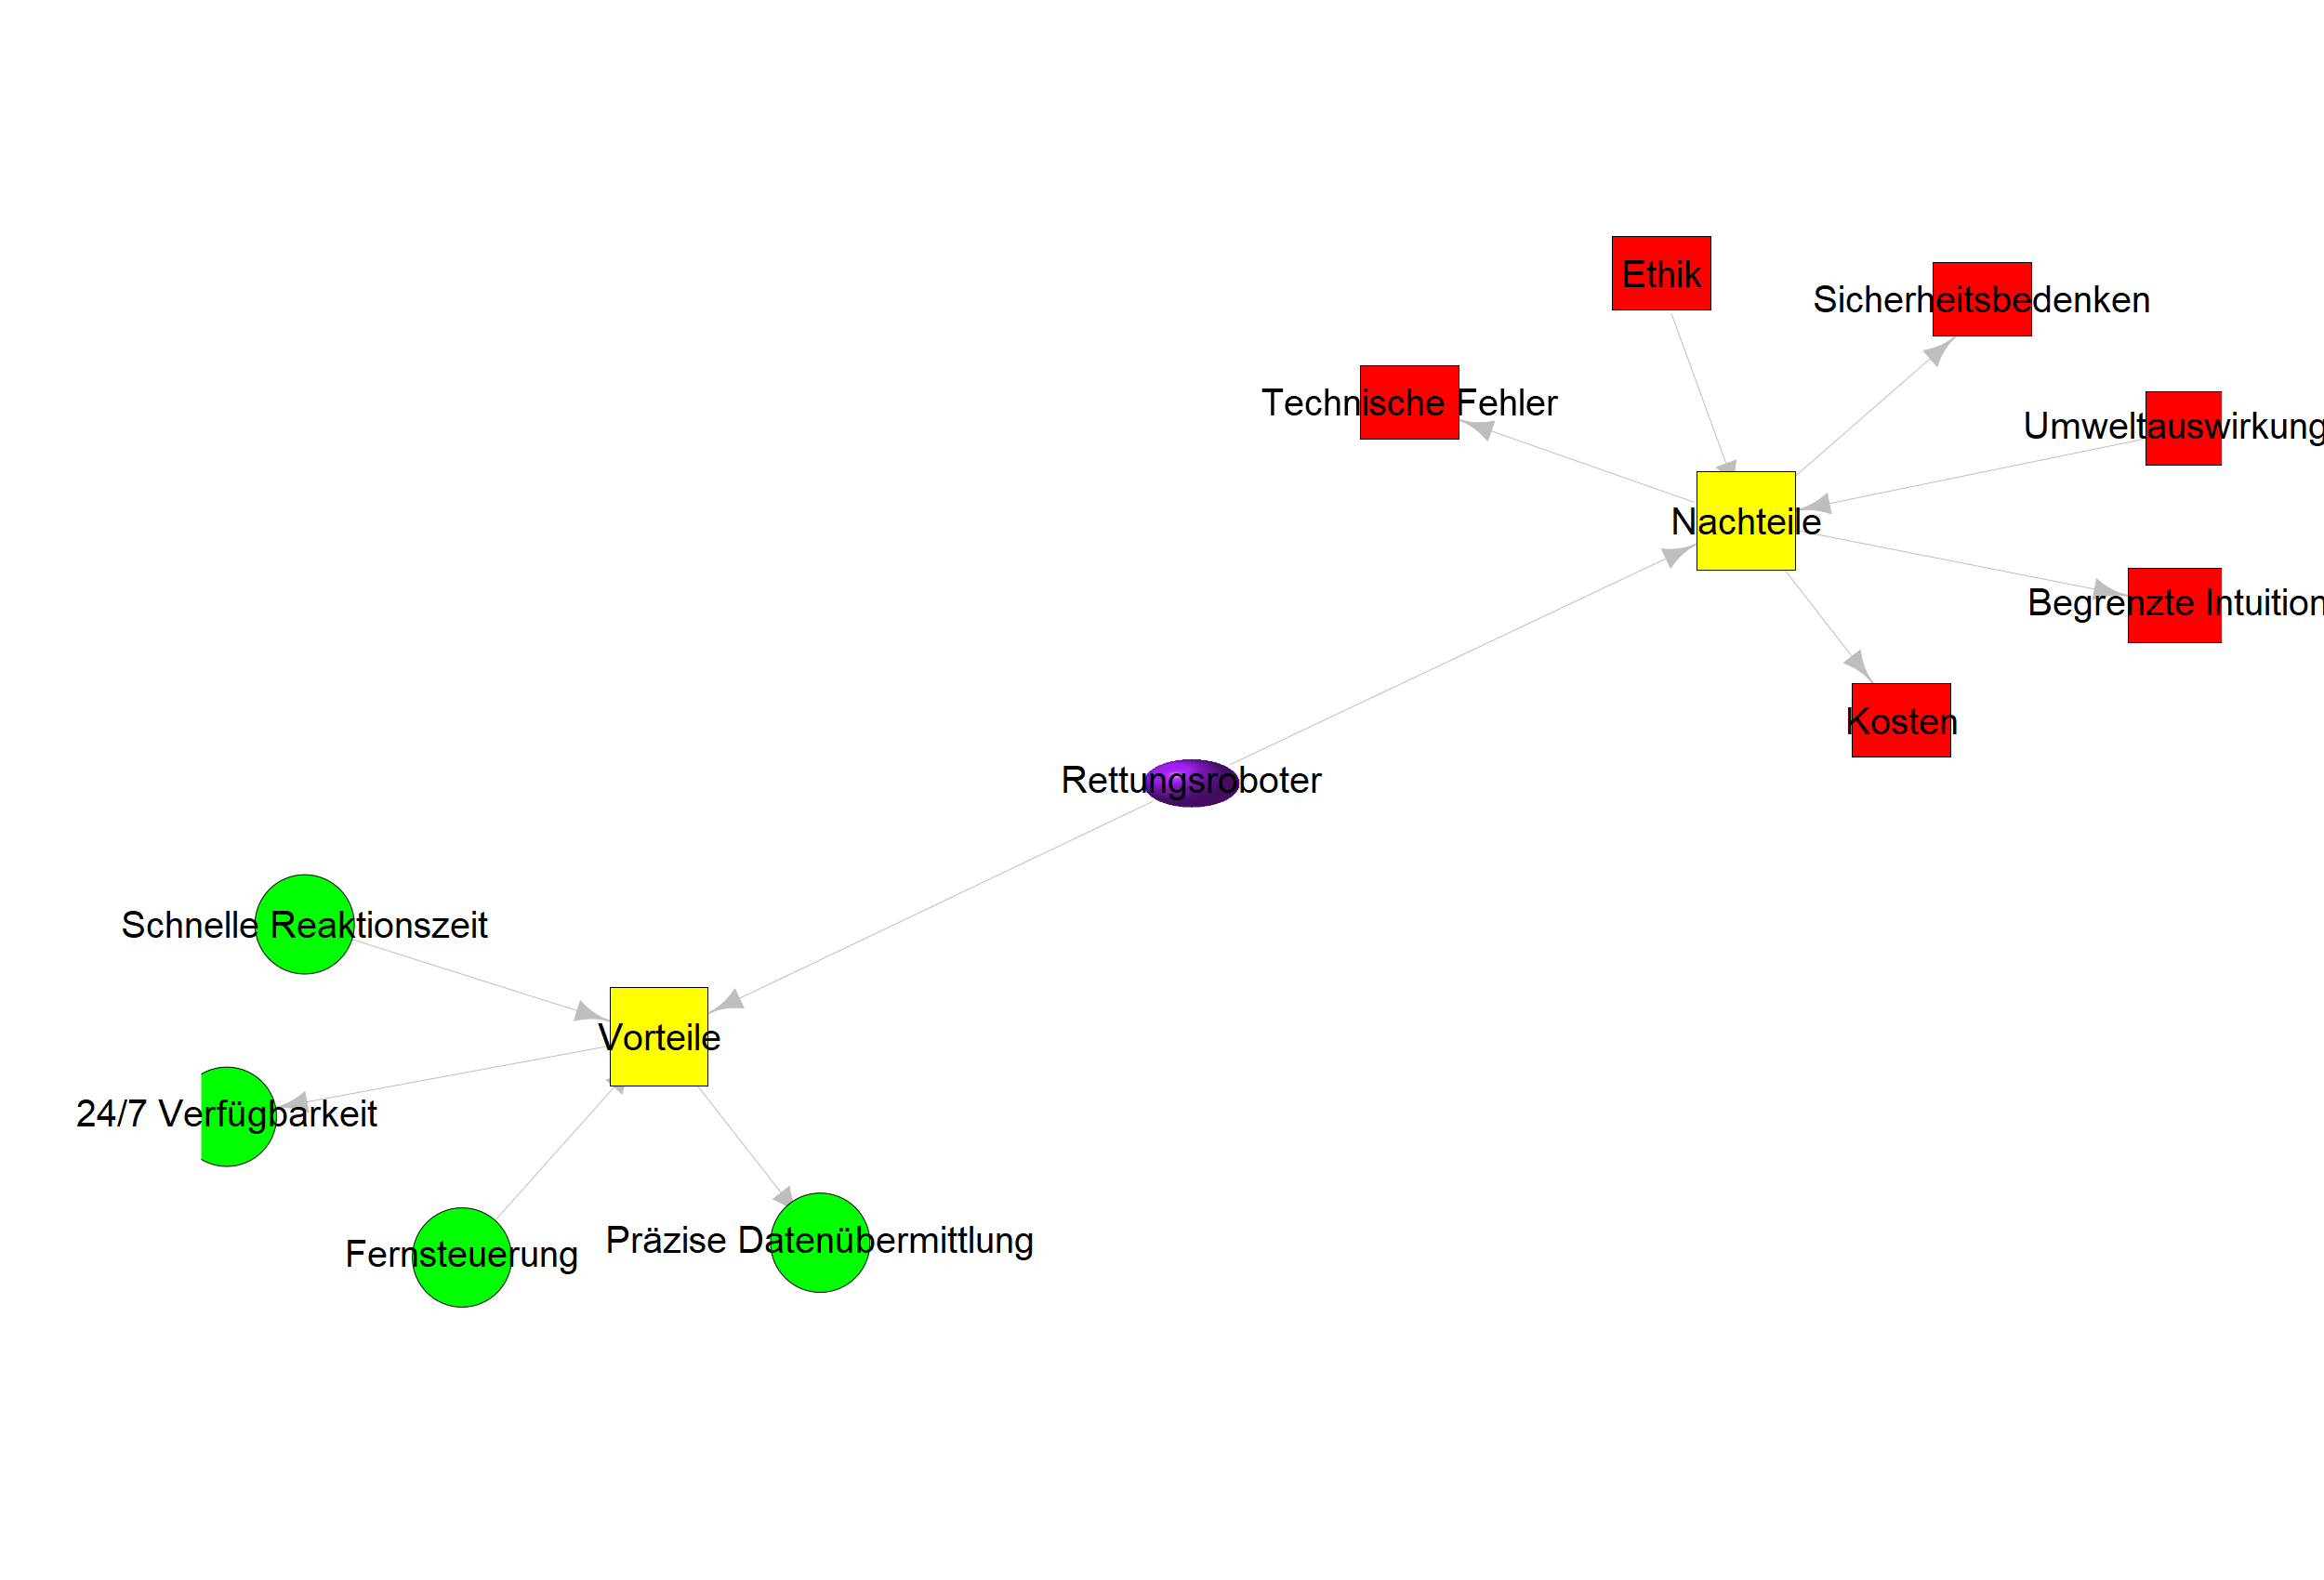 Ethik
Sicherheitsbedenken
Technische Fehler
Umweltauswirkung
Nachteile
Begrenzte Intuition
Kosten
Rettungsroboter
Schnelle Reaktionszeit
Vorteile
24/7 Verfügbarkeit
Fernsteuerung
Präzise Datenübermittlung